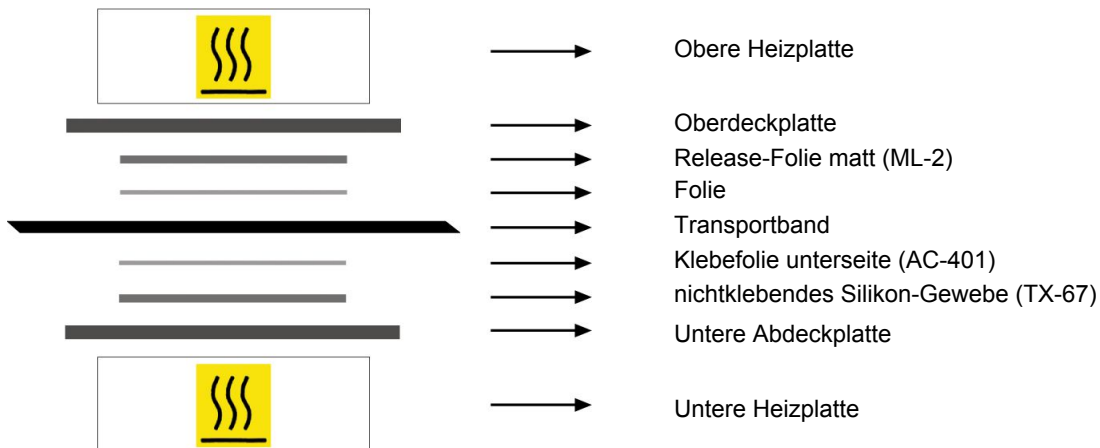 Obere Heizplatte
Oberdeckplatte
Release-Folie matt (ML-2)
Folie
Transportband
Klebefolie unterseite (AC-401)
nichtklebendes Silikon-Gewebe (TX-67)
Untere Abdeckplatte
Untere Heizplatte